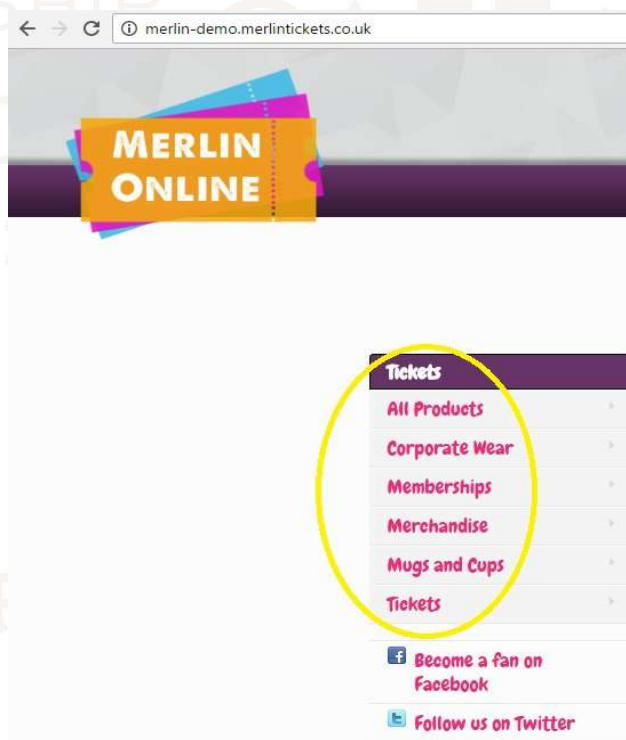 merlin-demo.merlintickets.co.uk
MERLIN
ONLINE
Tickets
All Products
Corporate Wear
Memberships
Merchandise
Mugs and Cups
Tickets
Become a fan on
Facebook
Follow us on Twitter